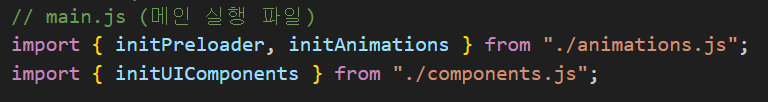 // main.js (메인 실행 파일)
import { initPreloader, initAnimations } from "./animations.js";
import { initUIComponents } from "./components.js";